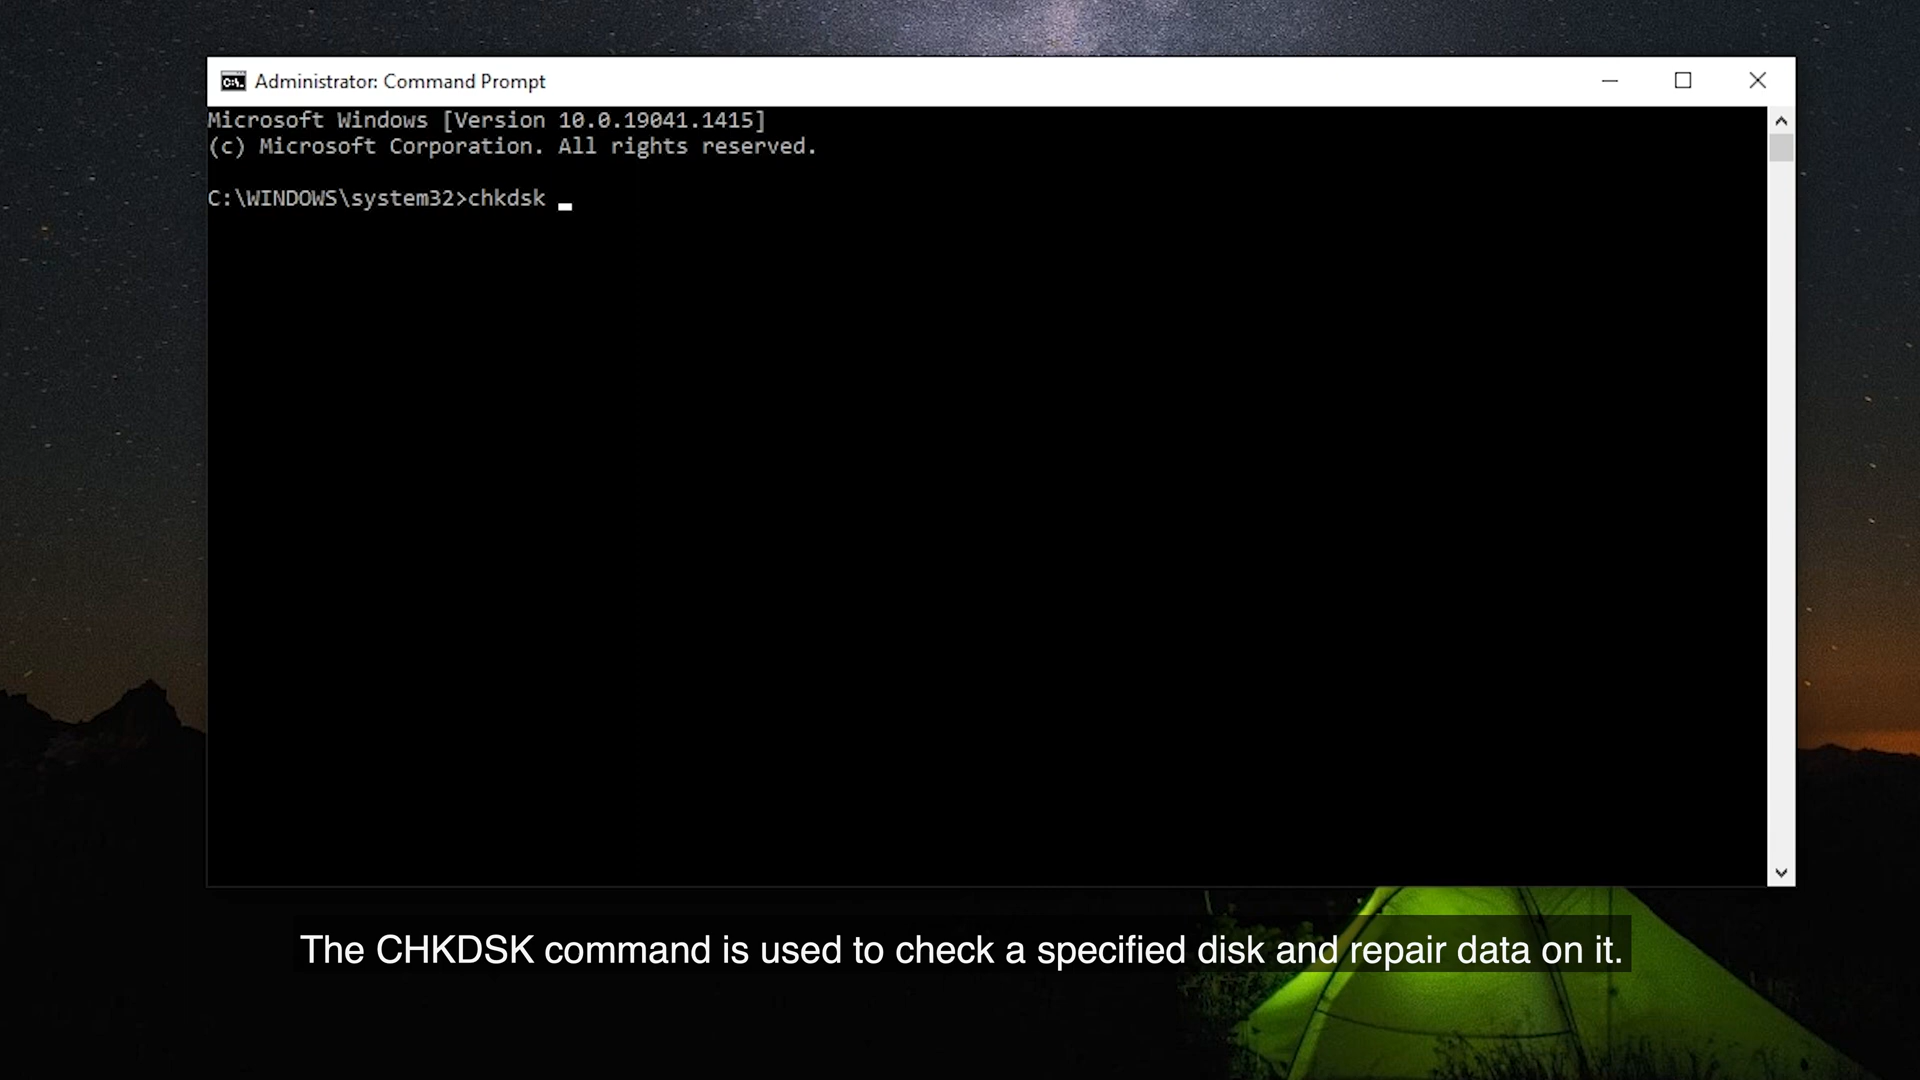 Administrator: Command Prompt
Microsoft Windows [Version 10.0.19041.1415]
(c) Microsoft Corporation. All rights reserved.
C:\WINDOWS\system32>chkdsk _
The CHKDSK command is used to check a specified disk and repair data on it.